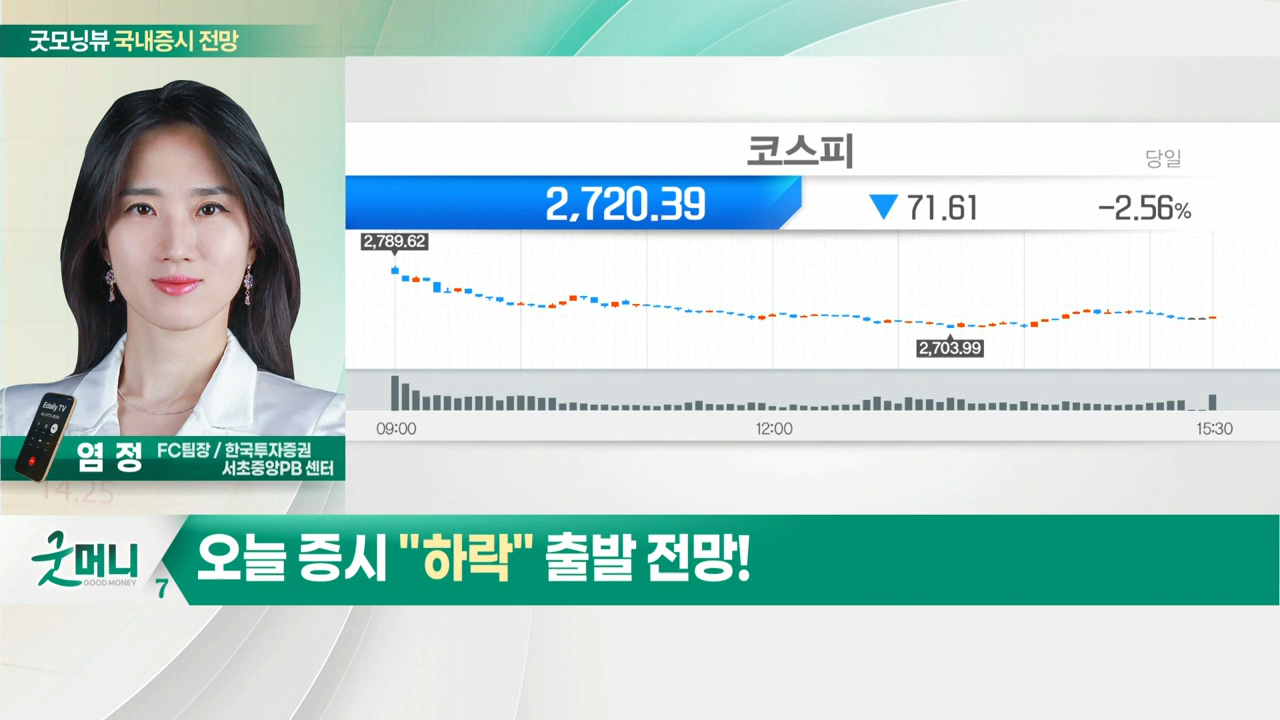 굿모닝뷰 국내증시 전망
코스피
당일
2,720.39 ▼ 71.61 -2.56%
2,789.62
2,703.99
09:00 12:00 15:30
Edaily TV
염 정 FC팀장 / 한국투자증권
서초중앙PB 센터
14.25
굿머니
GOOD MONEY
7
오늘 증시 "하락" 출발 전망!